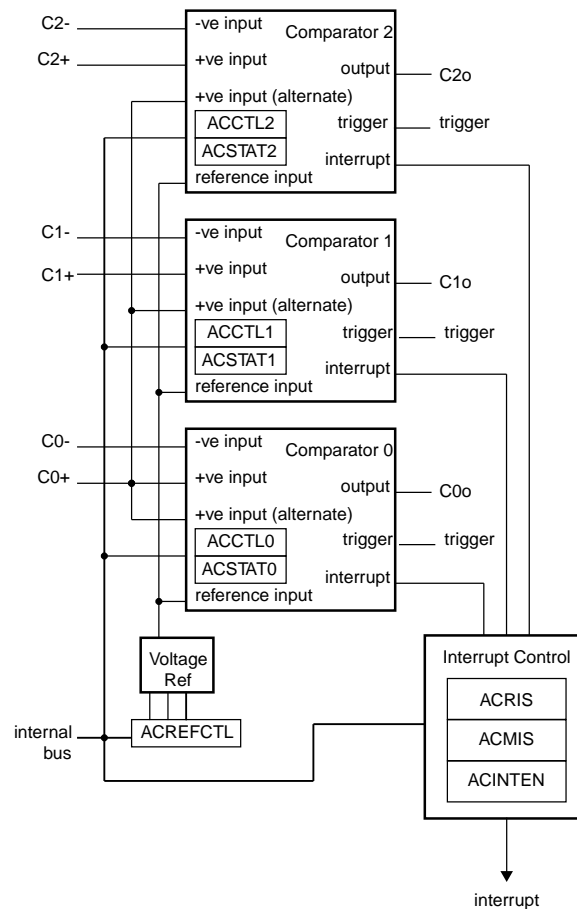 C2-
-ve input
Comparator 2
C2+
+ve input
output
C2o
+ve input (alternate)
ACCTL2
trigger
trigger
ACSTAT2
interrupt
reference input
C1-
-ve input
Comparator 1
C1+
+ve input
output
C1o
+ve input (alternate)
ACCTL1
trigger
trigger
ACSTAT1
interrupt
reference input
C0-
-ve input
Comparator 0
C0+
+ve input
output
C0o
+ve input (alternate)
ACCTL0
trigger
trigger
ACSTAT0
interrupt
reference input
Voltage
Ref
Interrupt Control
ACRIS
internal
bus
ACREFCTL
ACMIS
ACINTEN
interrupt